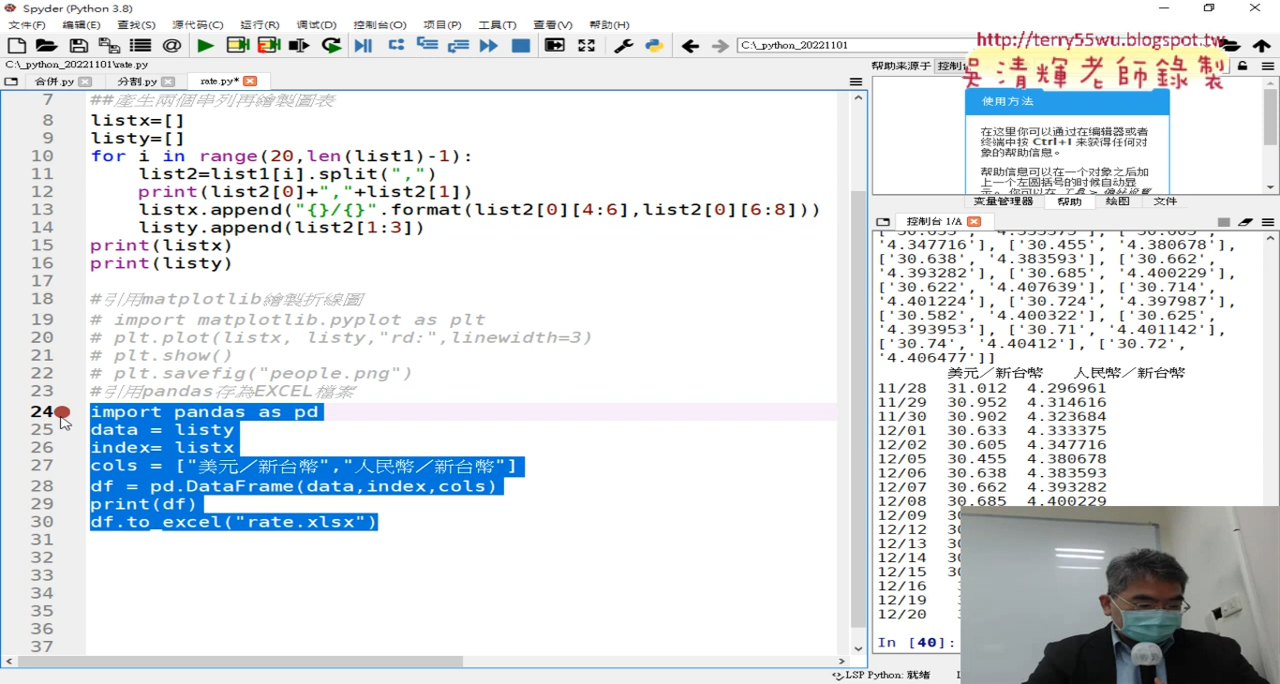 Spyder (Python 3.8)
文件(F) 编辑(E) 查找(S) 源代码(C) 运行(R) 调试(D) 控制台(O) 项目(P) 工具(T) 查看(V) 帮助(H)
C:\_python_20221101
http://terry55wu.blogspot.tw
吳清輝老師錄製
C:\_python_20221101\rate.py
合併.py
分割.py
rate.py*
帮助来源于 控制
使用方法
在这里你可以通过在编辑器或者
终端中按 Ctrl+I 来获得任何对
象的帮助信息。
帮助信息可以在一个对象之后加
上一个左圆括号的时候自动显
变量管理器 帮助 绘图 文件
控制台 1/A
7 ##產生兩個串列再繪製圖表
8 listx=[]
9 listy=[]
10 for i in range(20,len(list1)-1):
11 list2=list1[i].split(",")
12 print(list2[0]+","+list2[1])
13 listx.append("{}/{}".format(list2[0][4:6],list2[0][6:8]))
14 listy.append(list2[1:3])
15 print(listx)
16 print(listy)
17
18 #引用matplotlib繪製折線圖
19 # import matplotlib.pyplot as plt
20 # plt.plot(listx, listy,"rd:",linewidth=3)
21 # plt.show()
22 # plt.savefig("people.png")
23 #引用pandas存為EXCEL檔案
24 import pandas as pd
25 data = listy
26 index= listx
27 cols = ["美元／新台幣","人民幣／新台幣"]
28 df = pd.DataFrame(data,index,cols)
29 print(df)
30 df.to_excel("rate.xlsx")
31
32
33
34
35
36
37
'4.347716'], ['30.455', '4.380678'],
['30.638', '4.383593'], ['30.662',
'4.393282'], ['30.685', '4.400229'],
['30.622', '4.407639'], ['30.714',
'4.401224'], ['30.724', '4.397987'],
['30.582', '4.400322'], ['30.625',
'4.393953'], ['30.71', '4.401142'],
['30.74', '4.40412'], ['30.72',
'4.406477']]
美元／新台幣 人民幣／新台幣
11/28 31.012 4.296961
11/29 30.952 4.314616
11/30 30.902 4.323684
12/01 30.633 4.333375
12/02 30.605 4.347716
12/05 30.455 4.380678
12/06 30.638 4.383593
12/07 30.662 4.393282
12/08 30.685 4.400229
12/09
12/12
12/13
12/14
12/15
12/16
12/19
12/20
In [40]:
LSP Python: 就绪